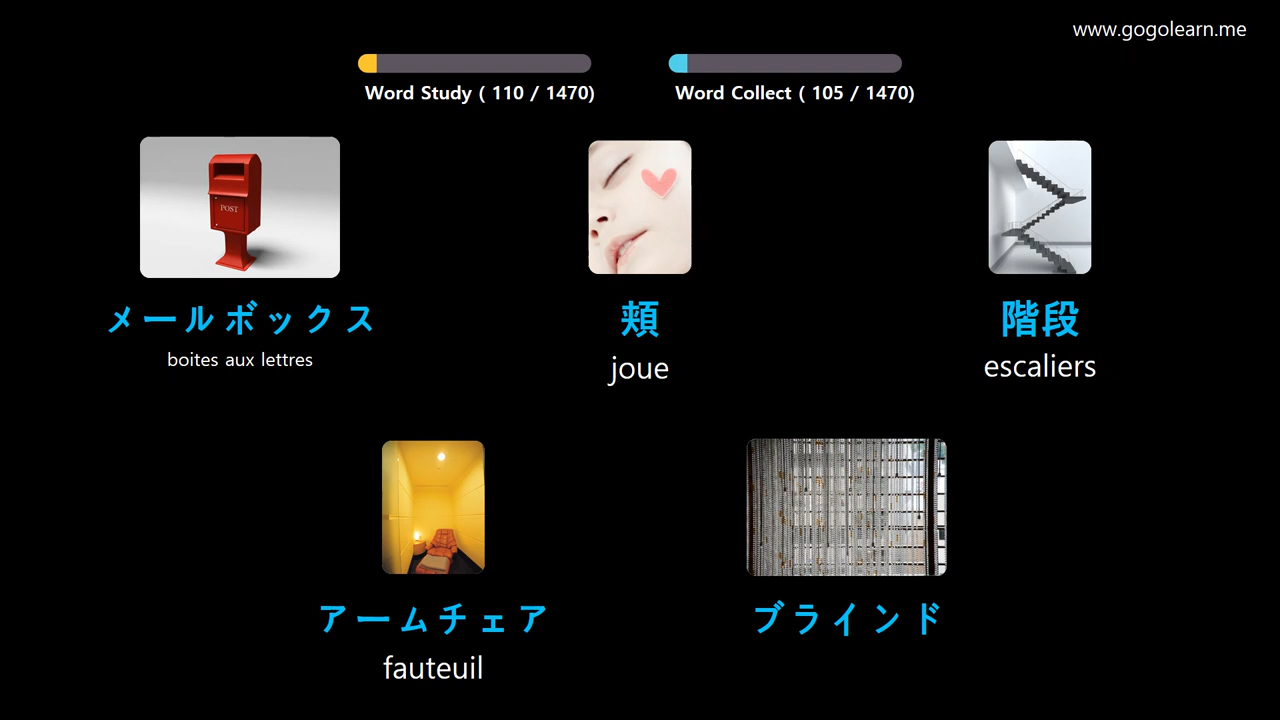 www.gogolearn.me
Word Study ( 110 / 1470)
Word Collect ( 105 / 1470)
POST
メールボックス
頬
階段
boites aux lettres
joue
escaliers
アームチェア
ブラインド
fauteuil